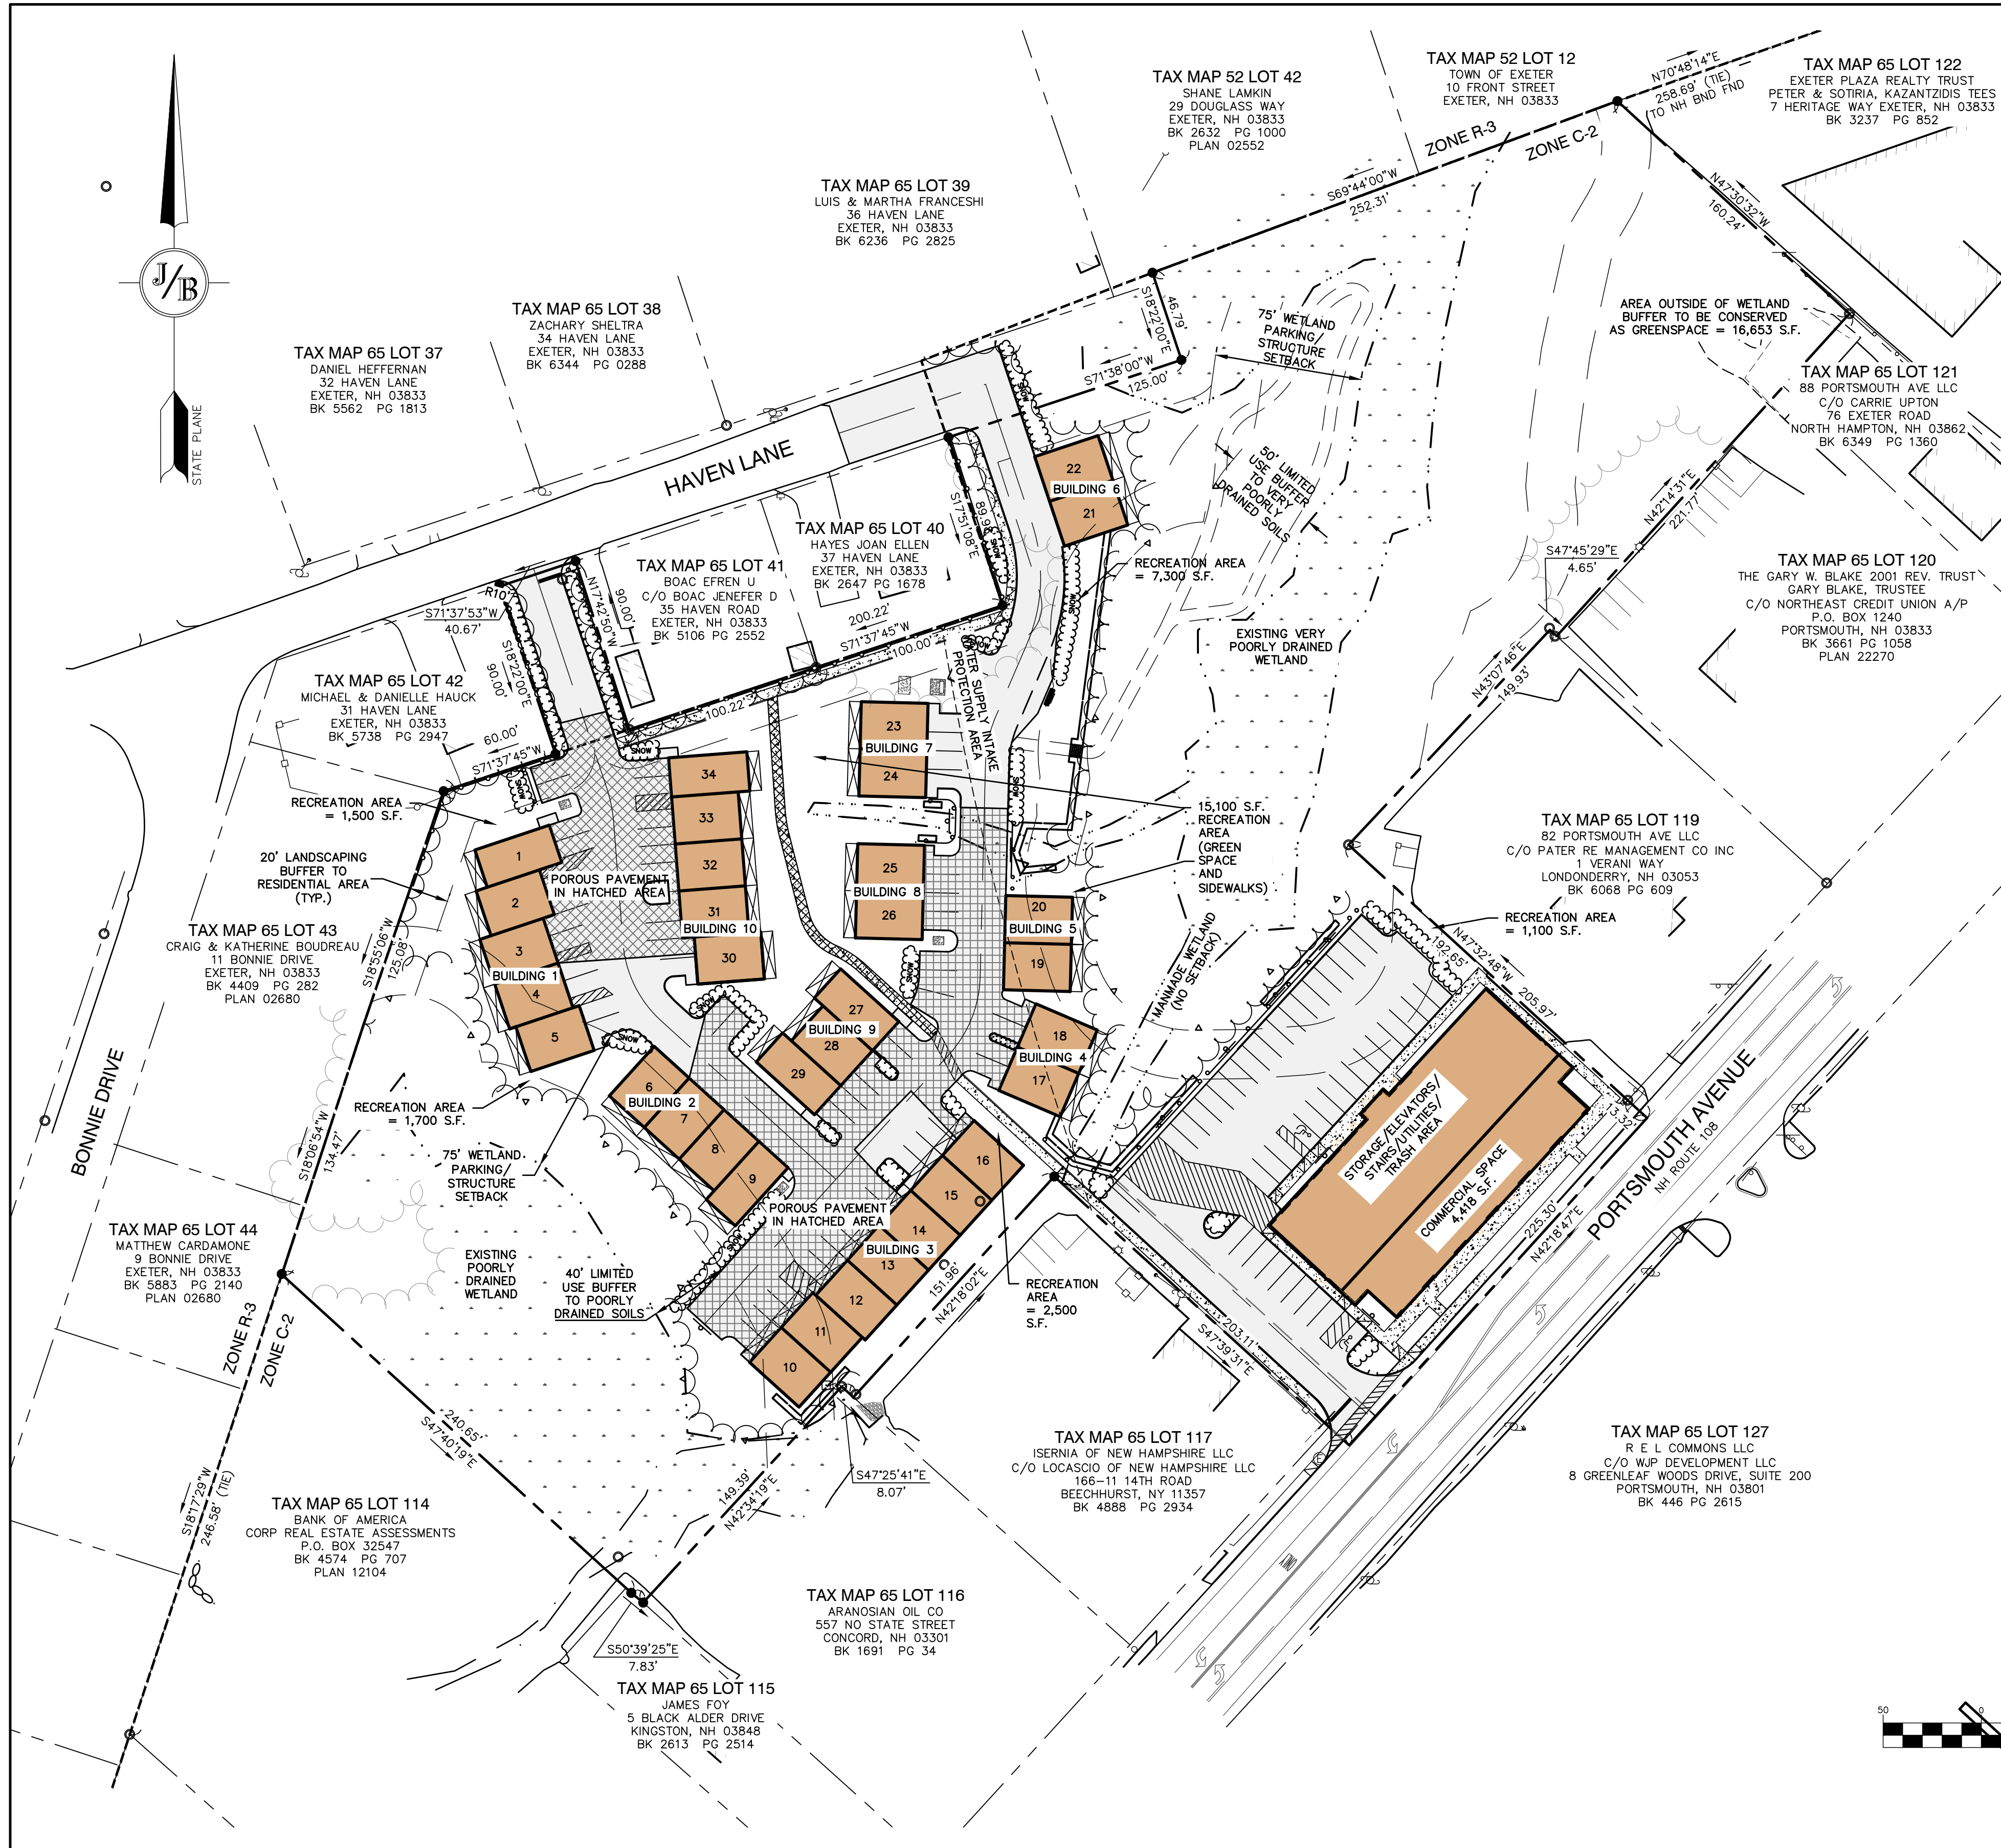 TAX MAP 52 LOT 42
SHANE LAMKIN
29 DOUGLASS WAY
EXETER, NH 03833
BK 2632 PG 1000
PLAN 02552
TAX MAP 52 LOT 12
TOWN OF EXETER
10 FRONT STREET
EXETER, NH 03833
N70°48'14"E
258.69' (TIE)
TO NH BND FND
TAX MAP 65 LOT 122
EXETER PLAZA REALTY TRUST
PETER & SOTIRIA, KAZANTZIDIS TEES
7 HERITAGE WAY EXETER, NH 03833
BK 3237 PG 852
ZONE R-3
ZONE C-2
S69°44'00"W
252.31'
N47°30'32"W
160.24'
TAX MAP 65 LOT 39
LUIS & MARTHA FRANCESHI
36 HAVEN LANE
EXETER, NH 03833
BK 6236 PG 2825
J/B
STATE PLANE
TAX MAP 65 LOT 38
ZACHARY SHELTRA
34 HAVEN LANE
EXETER, NH 03833
BK 6344 PG 0288
TAX MAP 65 LOT 37
DANIEL HEFFERNAN
32 HAVEN LANE
EXETER, NH 03833
BK 5562 PG 1813
46.79'
S18°22'00"E
S71°38'00"W
125.00'
75' WETLAND
PARKING/
STRUCTURE
SETBACK
AREA OUTSIDE OF WETLAND
BUFFER TO BE CONSERVED
AS GREENSPACE = 16,653 S.F.
TAX MAP 65 LOT 121
88 PORTSMOUTH AVE LLC
C/O CARRIE UPTON
76 EXETER ROAD
NORTH HAMPTON, NH 03862
BK 6349 PG 1360
HAVEN LANE
SNOW
22
BUILDING 6
21
50' LIMITED
USE BUFFER
TO VERY
POORLY
DRAINED SOILS
N42°14'31"E
221.77'
S47°45'29"E
4.65'
TAX MAP 65 LOT 120
THE GARY W. BLAKE 2001 REV. TRUST
GARY BLAKE, TRUSTEE
C/O NORTHEAST CREDIT UNION A/P
P.O. BOX 1240
PORTSMOUTH, NH 03833
BK 3661 PG 1058
PLAN 22270
S17°51'08"E
SNOW
SNOW
SNOW
TAX MAP 65 LOT 40
HAYES JOAN ELLEN
37 HAVEN LANE
EXETER, NH 03833
BK 2647 PG 1678
TAX MAP 65 LOT 41
BOAC EFREN U
C/O BOAC JENEFER D
35 HAVEN ROAD
EXETER, NH 03833
BK 5106 PG 2552
RECREATION AREA
= 7,300 S.F.
R10'
S71°37'53"W
40.67'
N17°42'50"W
90.00'
S18°22'00"E
90.00'
200.22'
S71°37'45"W
100.00'
100.22'
WATER SUPPLY INTAKE
PROTECTION AREA
EXISTING VERY
POORLY DRAINED
WETLAND
N43°07'46"E
149.93'
TAX MAP 65 LOT 42
MICHAEL & DANIELLE HAUCK
31 HAVEN LANE
EXETER, NH 03833
BK 5738 PG 2947
60.00'
S71°37'45"W
SNOW
SNOW
SNOW
23
BUILDING 7
24
34
33
32
31
BUILDING 10
30
RECREATION AREA
= 1,500 S.F.
20' LANDSCAPING
BUFFER TO
RESIDENTIAL AREA
(TYP.)
15,100 S.F.
RECREATION
AREA
(GREEN
SPACE
AND
SIDEWALKS)
TAX MAP 65 LOT 119
82 PORTSMOUTH AVE LLC
C/O PATER RE MANAGEMENT CO INC
1 VERANI WAY
LONDONDERRY, NH 03053
BK 6068 PG 609
1
2
3
BUILDING 1
4
5
POROUS PAVEMENT
IN HATCHED AREA
25
BUILDING 8
26
20
BUILDING 5
19
RECREATION AREA
= 1,100 S.F.
TAX MAP 65 LOT 43
CRAIG & KATHERINE BOUDREAU
11 BONNIE DRIVE
EXETER, NH 03833
BK 4409 PG 282
PLAN 02680
S18°55'06"W
125.08'
MANMADE WETLAND
(NO SETBACK)
192.65'
N47°52'48"W
205.97'
SNOW
SNOW
SNOW
27
BUILDING 9
28
29
18
BUILDING 4
17
BONNIE DRIVE
6
BUILDING 2
7
8
9
RECREATION AREA
= 1,700 S.F.
75' WETLAND
PARKING/
STRUCTURE
SETBACK
S18°06'54"W
134.47'
13.32'
PORTSMOUTH AVENUE
NH ROUTE 108
STORAGE/ELEVATORS/
STAIRS/UTILITIES/
TRASH AREA
COMMERCIAL SPACE
4,418 S.F.
16
15
14
BUILDING 3
13
12
11
10
POROUS PAVEMENT
IN HATCHED AREA
SNOW
TAX MAP 65 LOT 44
MATTHEW CARDAMONE
9 BONNIE DRIVE
EXETER, NH 03833
BK 5883 PG 2140
PLAN 02680
EXISTING
POORLY
DRAINED
WETLAND
40' LIMITED
USE BUFFER
TO POORLY
DRAINED SOILS
151.96'
N42°18'02"E
RECREATION
AREA
= 2,500
S.F.
225.30'
N42°18'47"E
203.11'
S47°39'31"E
ZONE R-3
ZONE C-2
240.65'
S47°40'19"E
TAX MAP 65 LOT 117
ISERNIA OF NEW HAMPSHIRE LLC
C/O LOCASCIO OF NEW HAMPSHIRE LLC
166-11 14TH ROAD
BEECHHURST, NY 11357
BK 4888 PG 2934
TAX MAP 65 LOT 127
R E L COMMONS LLC
C/O WJP DEVELOPMENT LLC
8 GREENLEAF WOODS DRIVE, SUITE 200
PORTSMOUTH, NH 03801
BK 446 PG 2615
S47°25'41"E
8.07'
149.39'
N42°34'19"E
S18°17'29"W
246.58' (TIE)
TAX MAP 65 LOT 114
BANK OF AMERICA
CORP REAL ESTATE ASSESSMENTS
P.O. BOX 32547
BK 4574 PG 707
PLAN 12104
TAX MAP 65 LOT 116
ARANOSIAN OIL CO
557 NO STATE STREET
CONCORD, NH 03301
BK 1691 PG 34
S50°39'25"E
7.83'
TAX MAP 65 LOT 115
JAMES FOY
5 BLACK ALDER DRIVE
KINGSTON, NH 03848
BK 2613 PG 2514
50
0